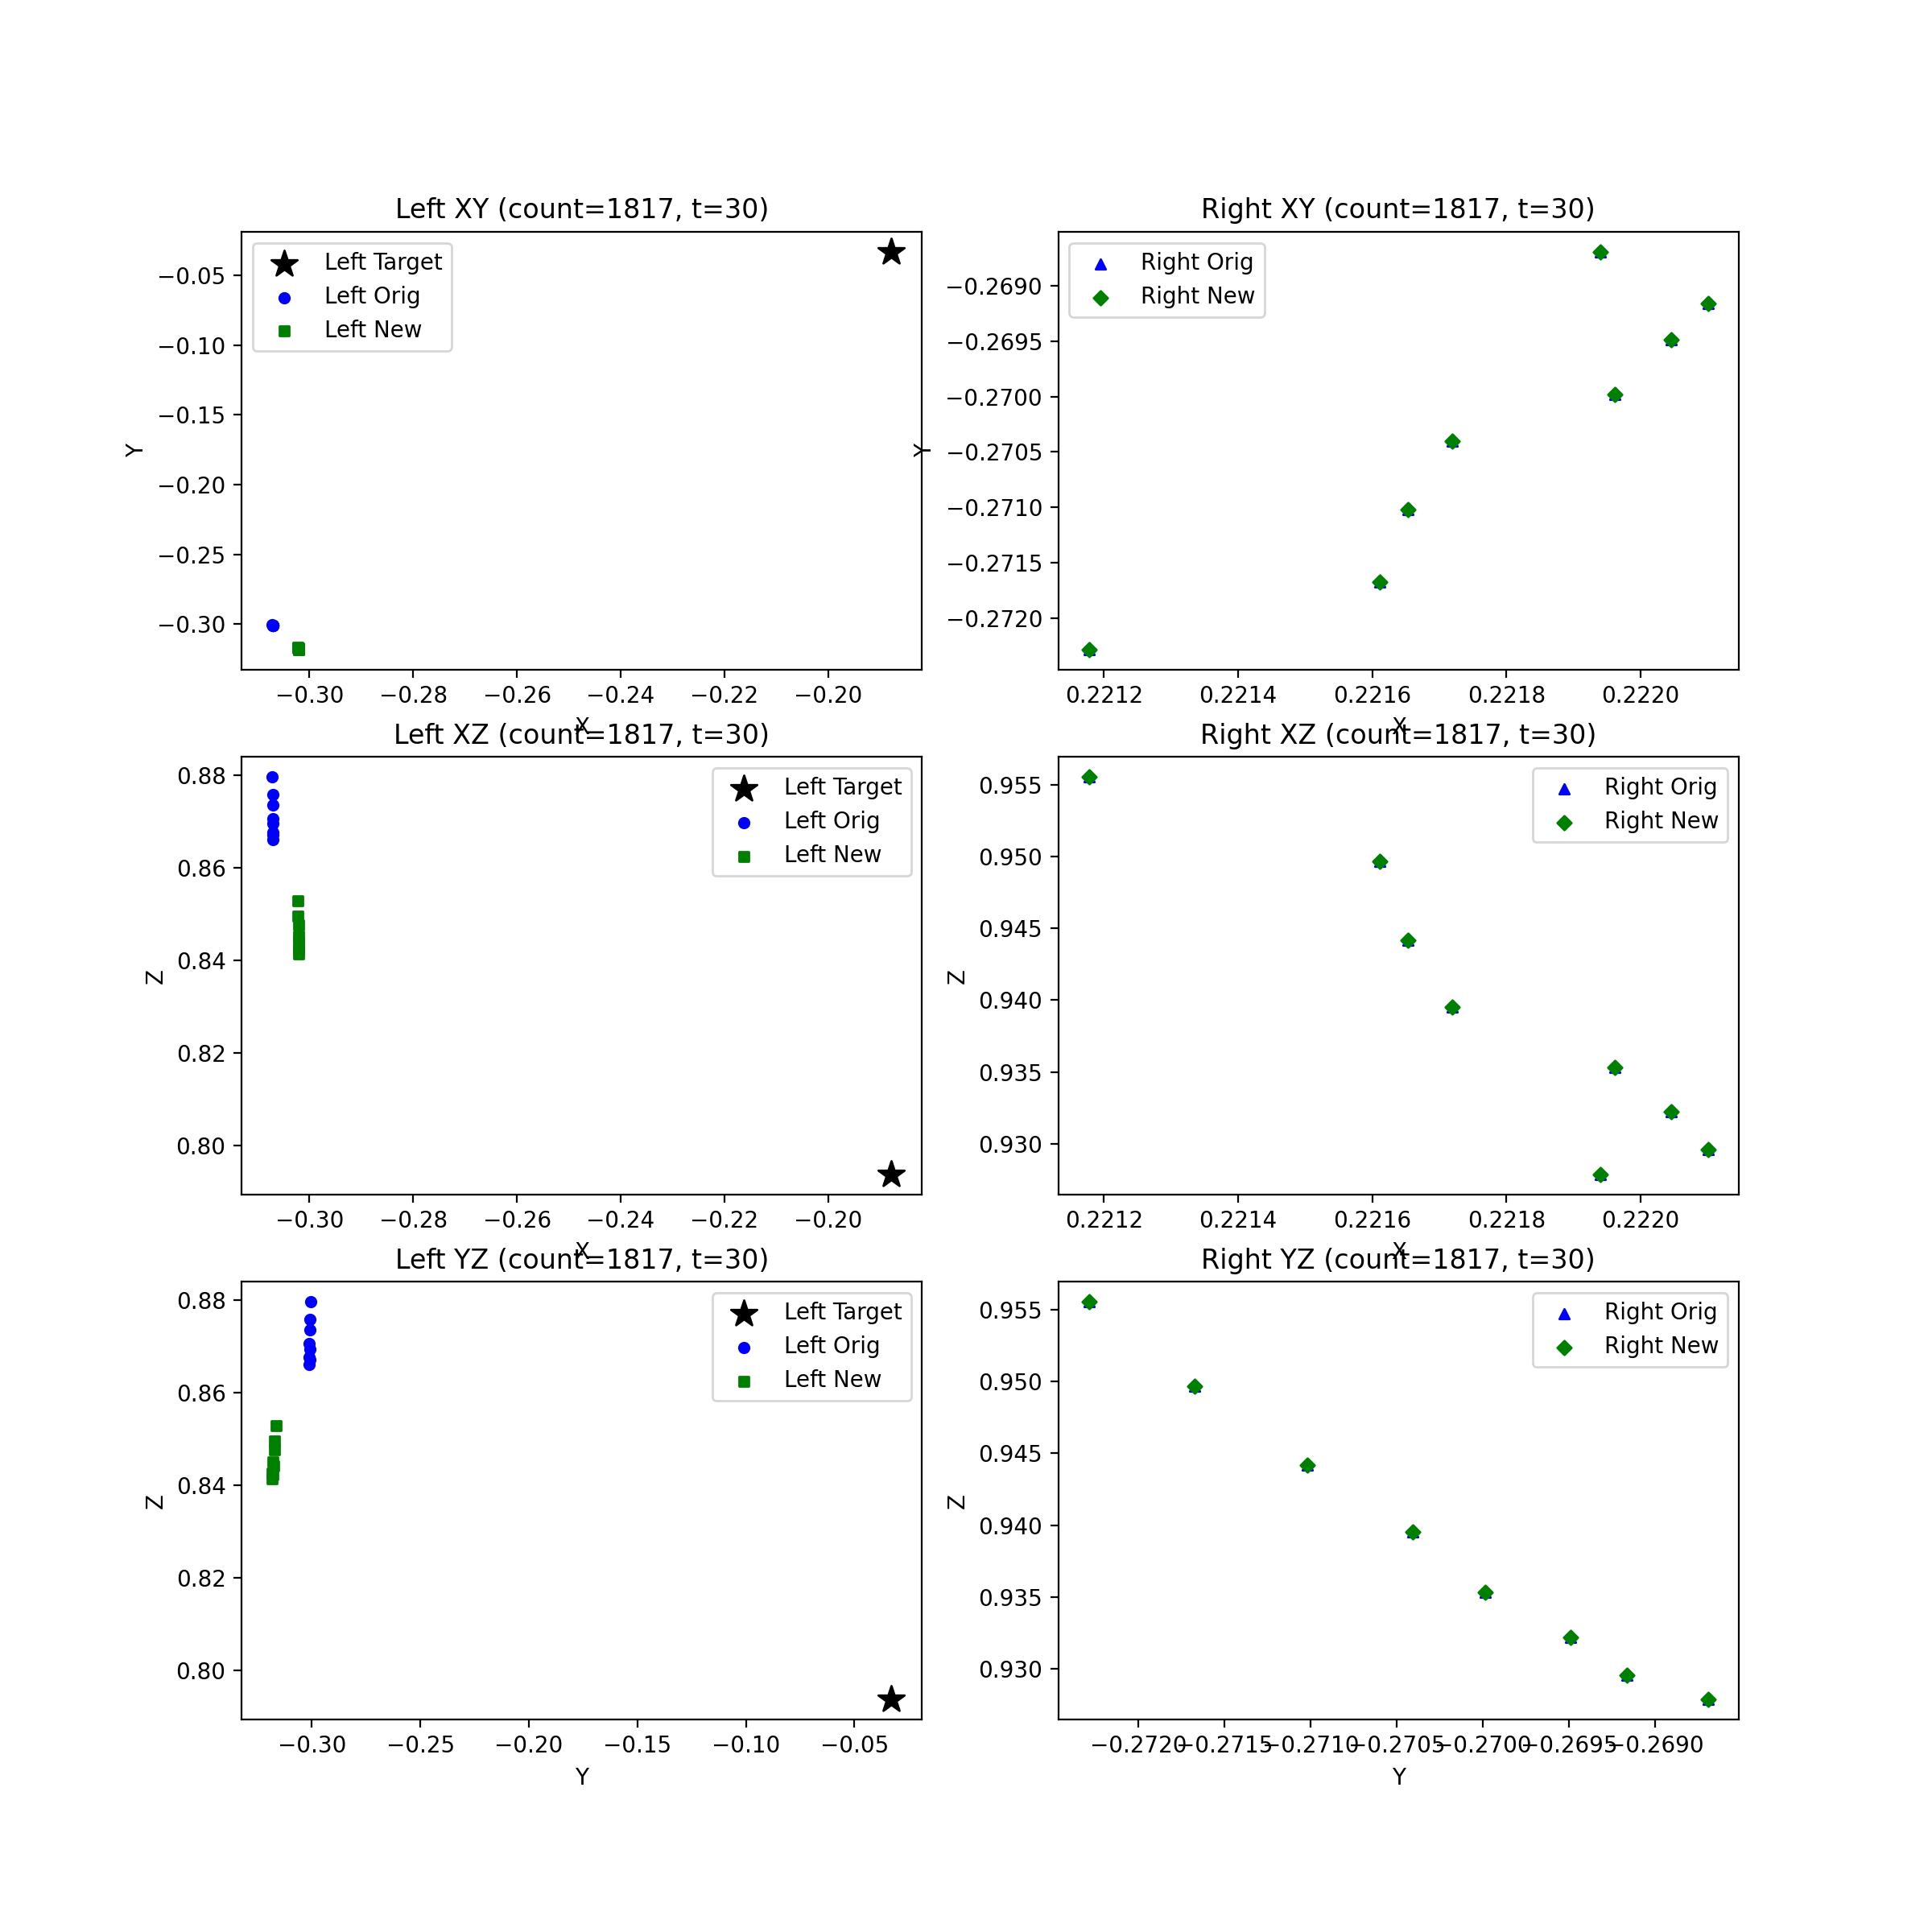 Left XY (count=1817, t=30)
Left Target
Left Orig
Left New
−0.05
−0.10
−0.15
−0.20
−0.25
−0.30
Y
−0.30
−0.28
−0.26
−0.24
−0.22
−0.20
X
Right XY (count=1817, t=30)
Right Orig
Right New
−0.2690
−0.2695
−0.2700
−0.2705
−0.2710
−0.2715
−0.2720
Y
0.2212
0.2214
0.2216
0.2218
0.2220
X
Left XZ (count=1817, t=30)
Left Target
Left Orig
Left New
0.88
0.86
0.84
0.82
0.80
Z
−0.30
−0.28
−0.26
−0.24
−0.22
−0.20
X
Right XZ (count=1817, t=30)
Right Orig
Right New
0.955
0.950
0.945
0.940
0.935
0.930
Z
0.2212
0.2214
0.2216
0.2218
0.2220
X
Left YZ (count=1817, t=30)
Left Target
Left Orig
Left New
0.88
0.86
0.84
0.82
0.80
Z
−0.30
−0.25
−0.20
−0.15
−0.10
−0.05
Y
Right YZ (count=1817, t=30)
Right Orig
Right New
0.955
0.950
0.945
0.940
0.935
0.930
Z
−0.2720
−0.2715
−0.2710
−0.2705
−0.2700
−0.2695
−0.2690
Y